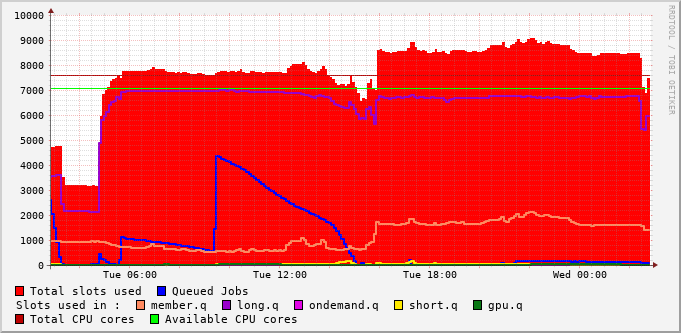 10000
9000
8000
7000
6000
5000
4000
3000
2000
1000
0
Tue 06:00 Tue 12:00 Tue 18:00 Wed 00:00
RRDTOOL / TOBI OETIKER
Total slots used Queued Jobs
Slots used in : member.q long.q ondemand.q short.q gpu.q
Total CPU cores Available CPU cores